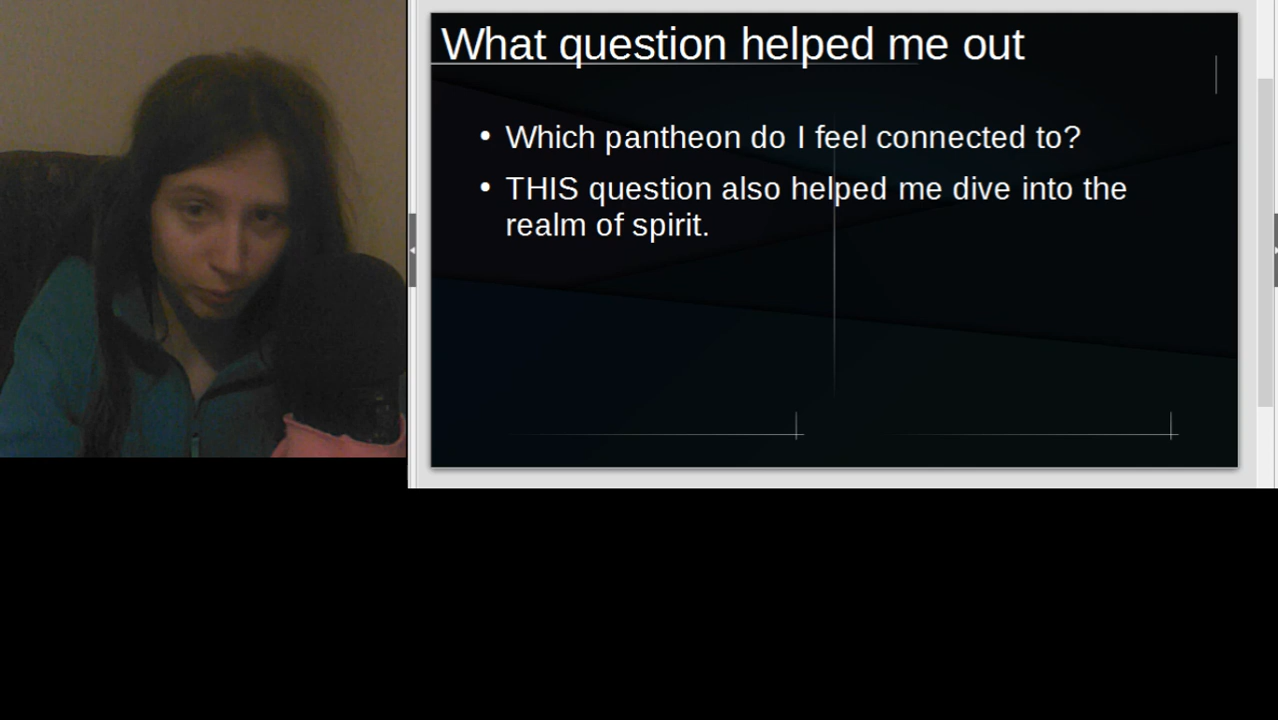 What question helped me out
• Which pantheon do I feel connected to?
• THIS question also helped me dive into the
realm of spirit.